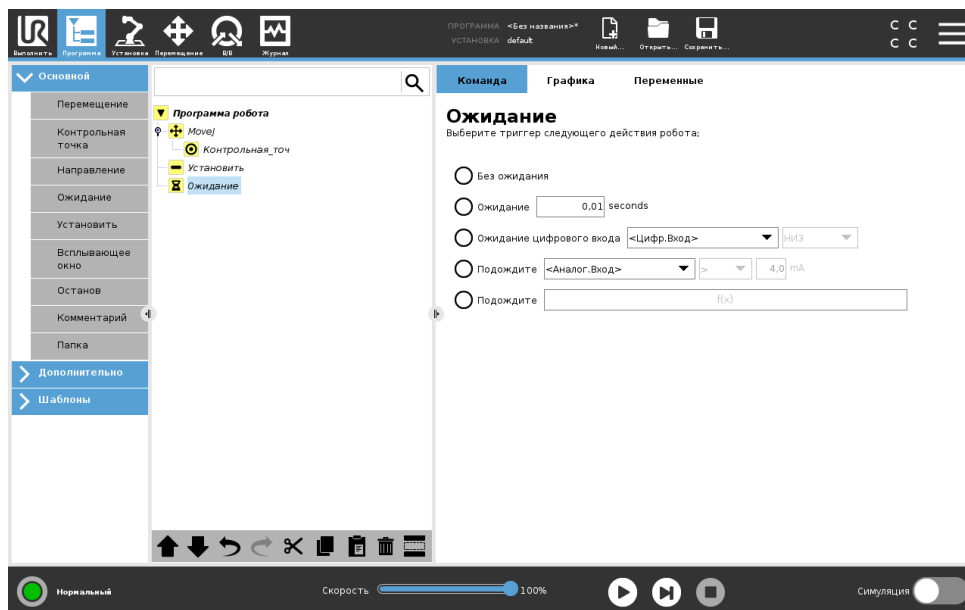 ПРОГРАММА <Без названия>*
УСТАНОВКА default
Новый... Открыть... Сохранить...
C C
C C
Выполнить Программа Установка Перемещение В/В Журнал
Основной
Перемещение
Контрольная
точка
Направление
Ожидание
Установить
Всплывающее
окно
Останов
Комментарий
Папка
Дополнительно
Шаблоны
Программа робота
MoveJ
Контрольная_точ
Установить
Ожидание
Команда Графика Переменные
Ожидание
Выберите триггер следующего действия робота;
Без ожидания
Ожидание 0,01 seconds
Ожидание цифрового входа <Цифр.Вход> НИЗ
Подождите <Аналог.Вход> > 4,0 mA
Подождите f(x)
Нормальный
Скорость 100%
Симуляция